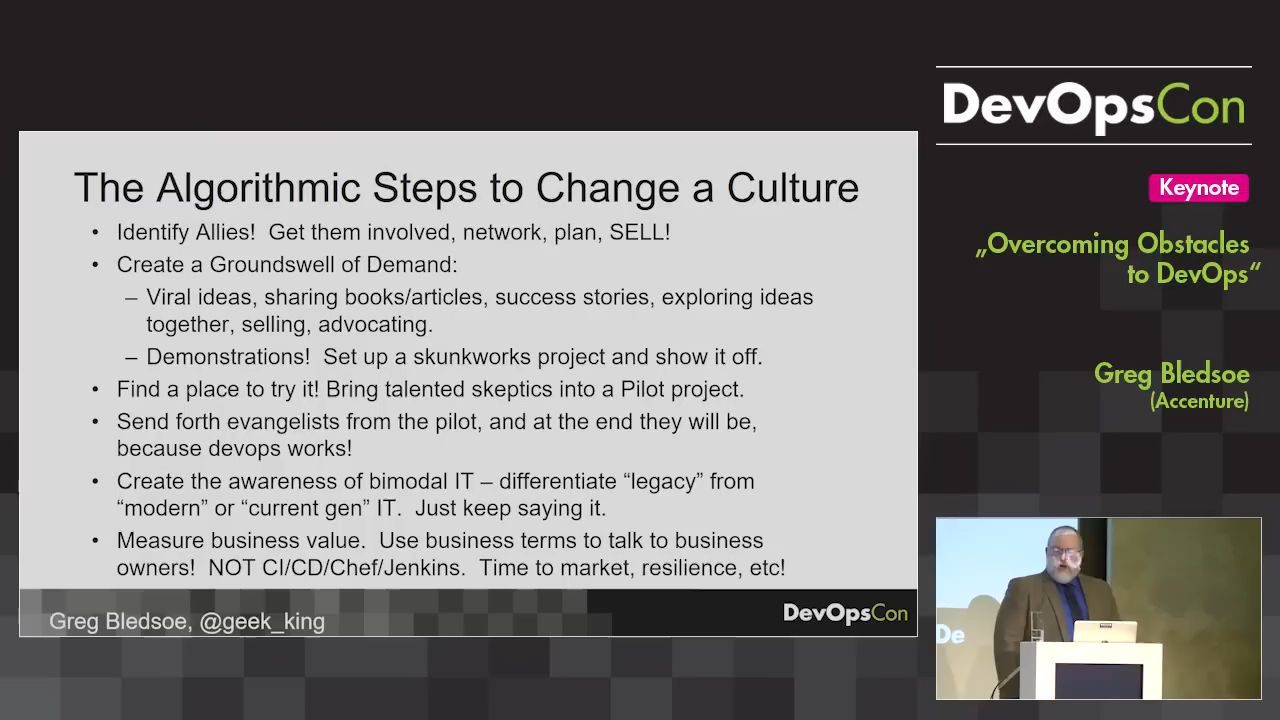 The Algorithmic Steps to Change a Culture
• Identify Allies!  Get them involved, network, plan, SELL!
• Create a Groundswell of Demand:
– Viral ideas, sharing books/articles, success stories, exploring ideas
together, selling, advocating.
– Demonstrations!  Set up a skunkworks project and show it off.
• Find a place to try it! Bring talented skeptics into a Pilot project.
• Send forth evangelists from the pilot, and at the end they will be,
because devops works!
• Create the awareness of bimodal IT – differentiate “legacy” from
“modern” or “current gen” IT.  Just keep saying it.
• Measure business value.  Use business terms to talk to business
owners!  NOT CI/CD/Chef/Jenkins.  Time to market, resilience, etc!
Greg Bledsoe, @geek_king
DevOpsCon
DevOpsCon
Keynote
„Overcoming Obstacles
to DevOps“
Greg Bledsoe
(Accenture)
De